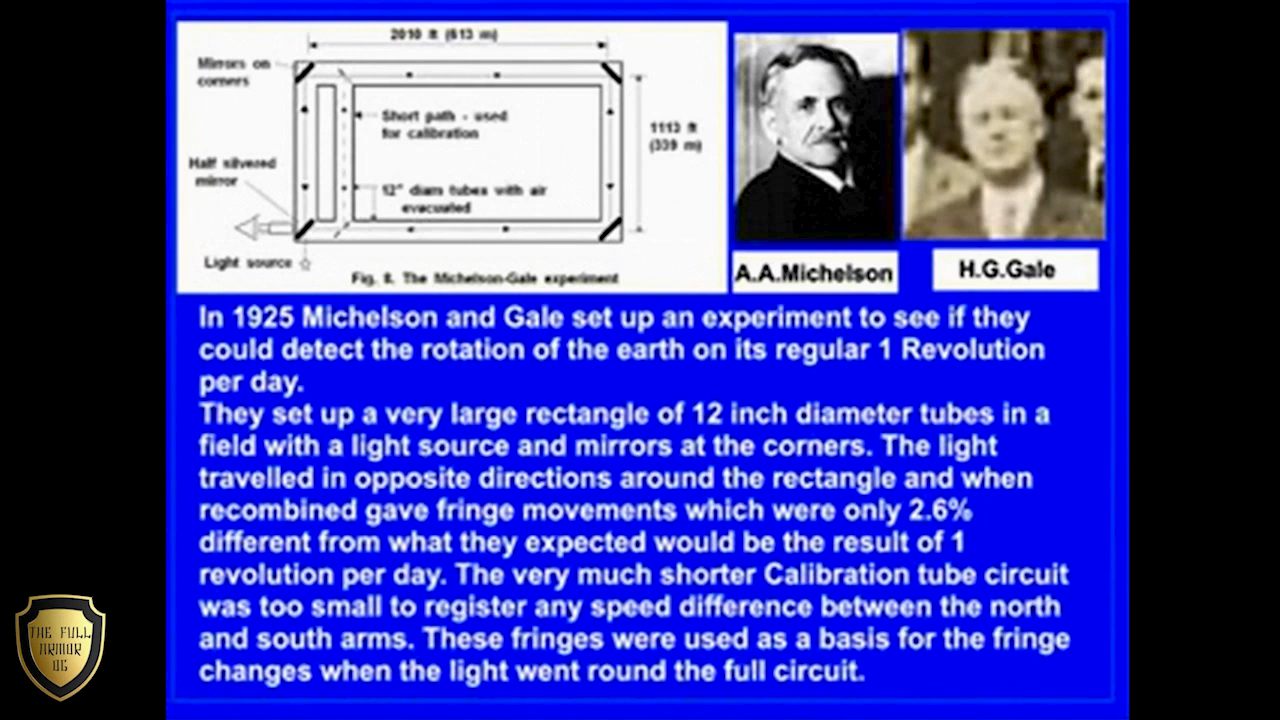 2010 ft (613 m)
Mirrors on
corners
Short path - used
for calibration
1113 ft
(339 m)
Half silvered
mirror
12" diam tubes with air
evacuated
Light source
Fig. 8. The Michelson-Gale experiment
A.A.Michelson
H.G.Gale
In 1925 Michelson and Gale set up an experiment to see if they
could detect the rotation of the earth on its regular 1 Revolution
per day.
They set up a very large rectangle of 12 inch diameter tubes in a
field with a light source and mirrors at the corners. The light
travelled in opposite directions around the rectangle and when
recombined gave fringe movements which were only 2.6%
different from what they expected would be the result of 1
revolution per day. The very much shorter Calibration tube circuit
was too small to register any speed difference between the north
and south arms. These fringes were used as a basis for the fringe
changes when the light went round the full circuit.
THE FULL
ARMOR
OG